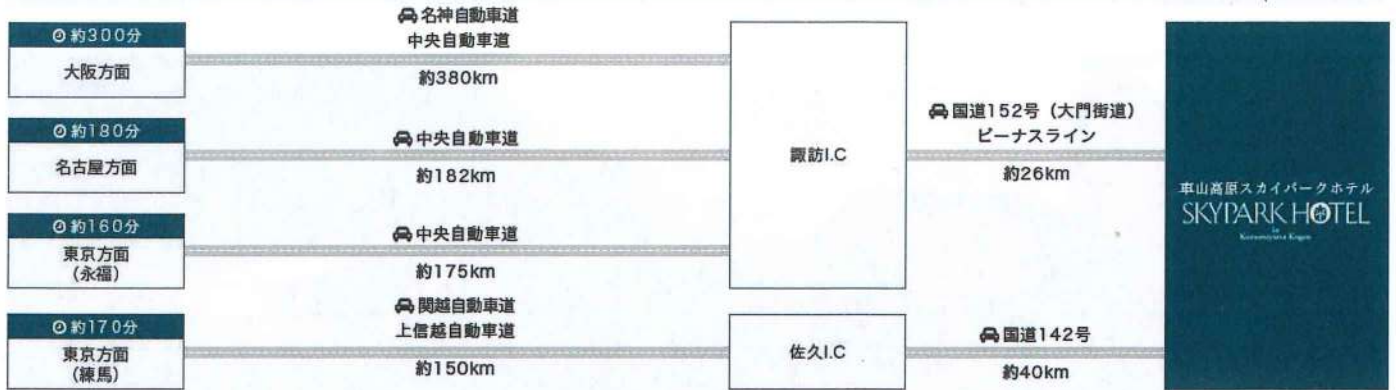 約300分
大阪方面
名神自動車道
中央自動車道
約380km
約180分
名古屋方面
中央自動車道
約182km
約160分
東京方面
(永福)
中央自動車道
約175km
諏訪I.C
国道152号（大門街道）
ビーナスライン
約26km
約170分
東京方面
(練馬)
関越自動車道
上信越自動車道
約150km
佐久I.C
国道142号
約40km
車山高原スカイパークホテル
SKYPARK HOTEL
in
Kurumayama Kogen